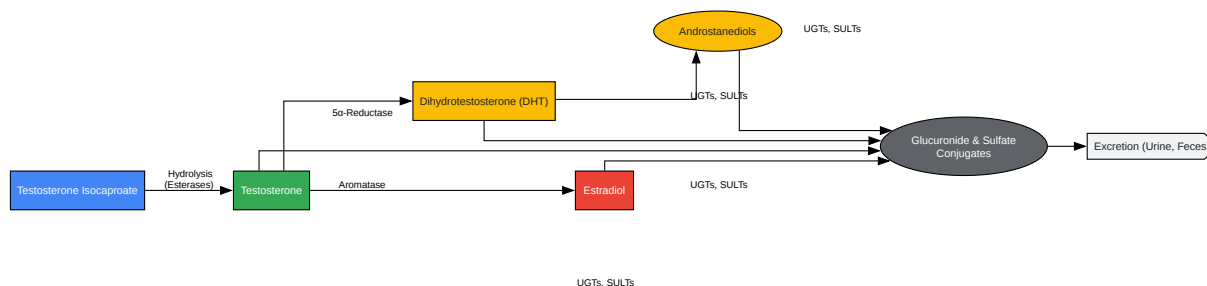 Androstanediols
UGTs, SULTs
Dihydrotestosterone (DHT)
UGTs, SULTs
5α-Reductase
Glucuronide & Sulfate
Conjugates
Excretion (Urine, Feces)
Hydrolysis
(Esterases)
Testosterone Isocaproate
Testosterone
Aromatase
Estradiol
UGTs, SULTs
UGTs, SULTs